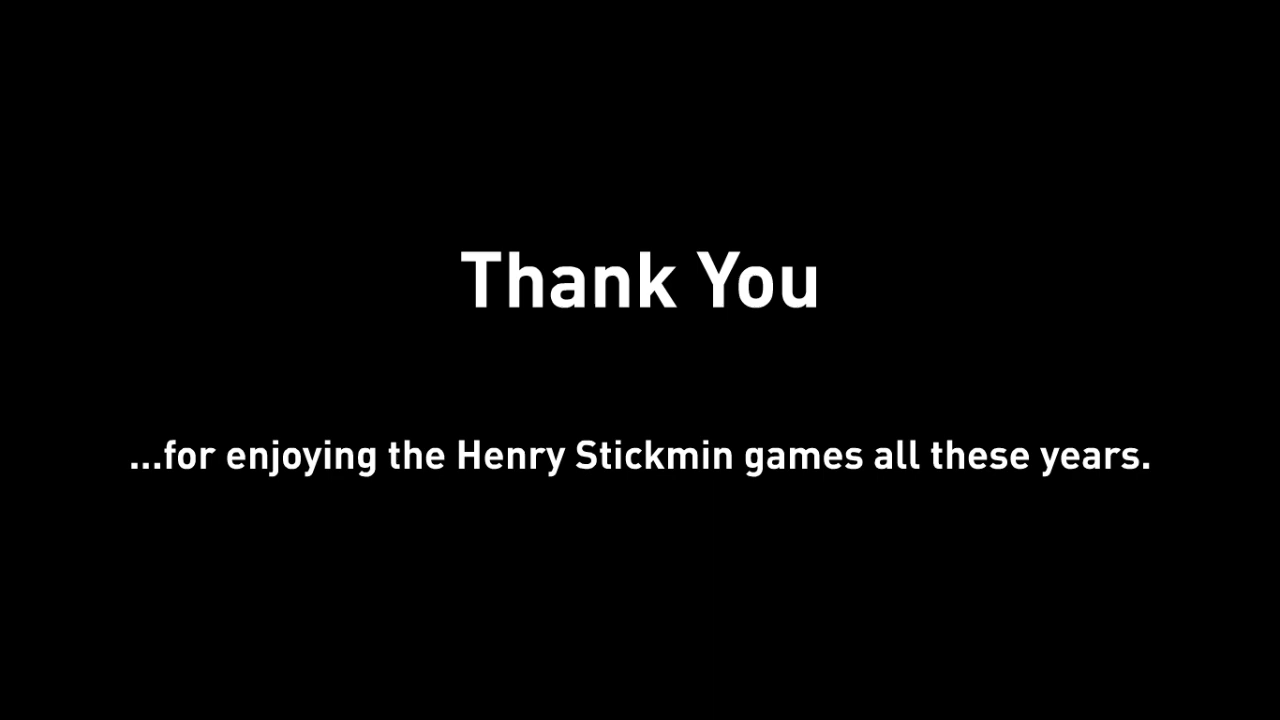 Thank You
...for enjoying the Henry Stickmin games all these years.